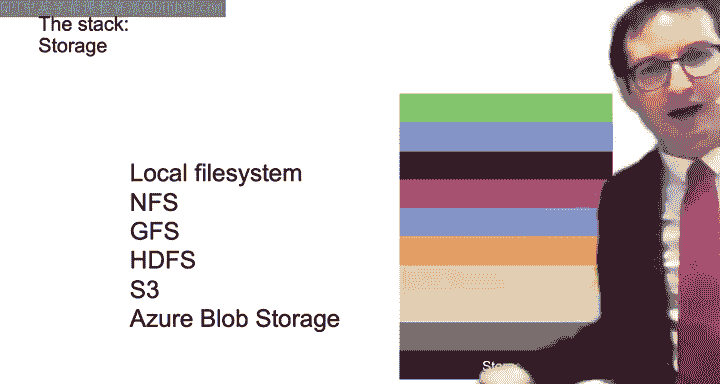 The stack:
Storage
Local filesystem
NFS
GFS
HDFS
S3
Azure Blob Storage